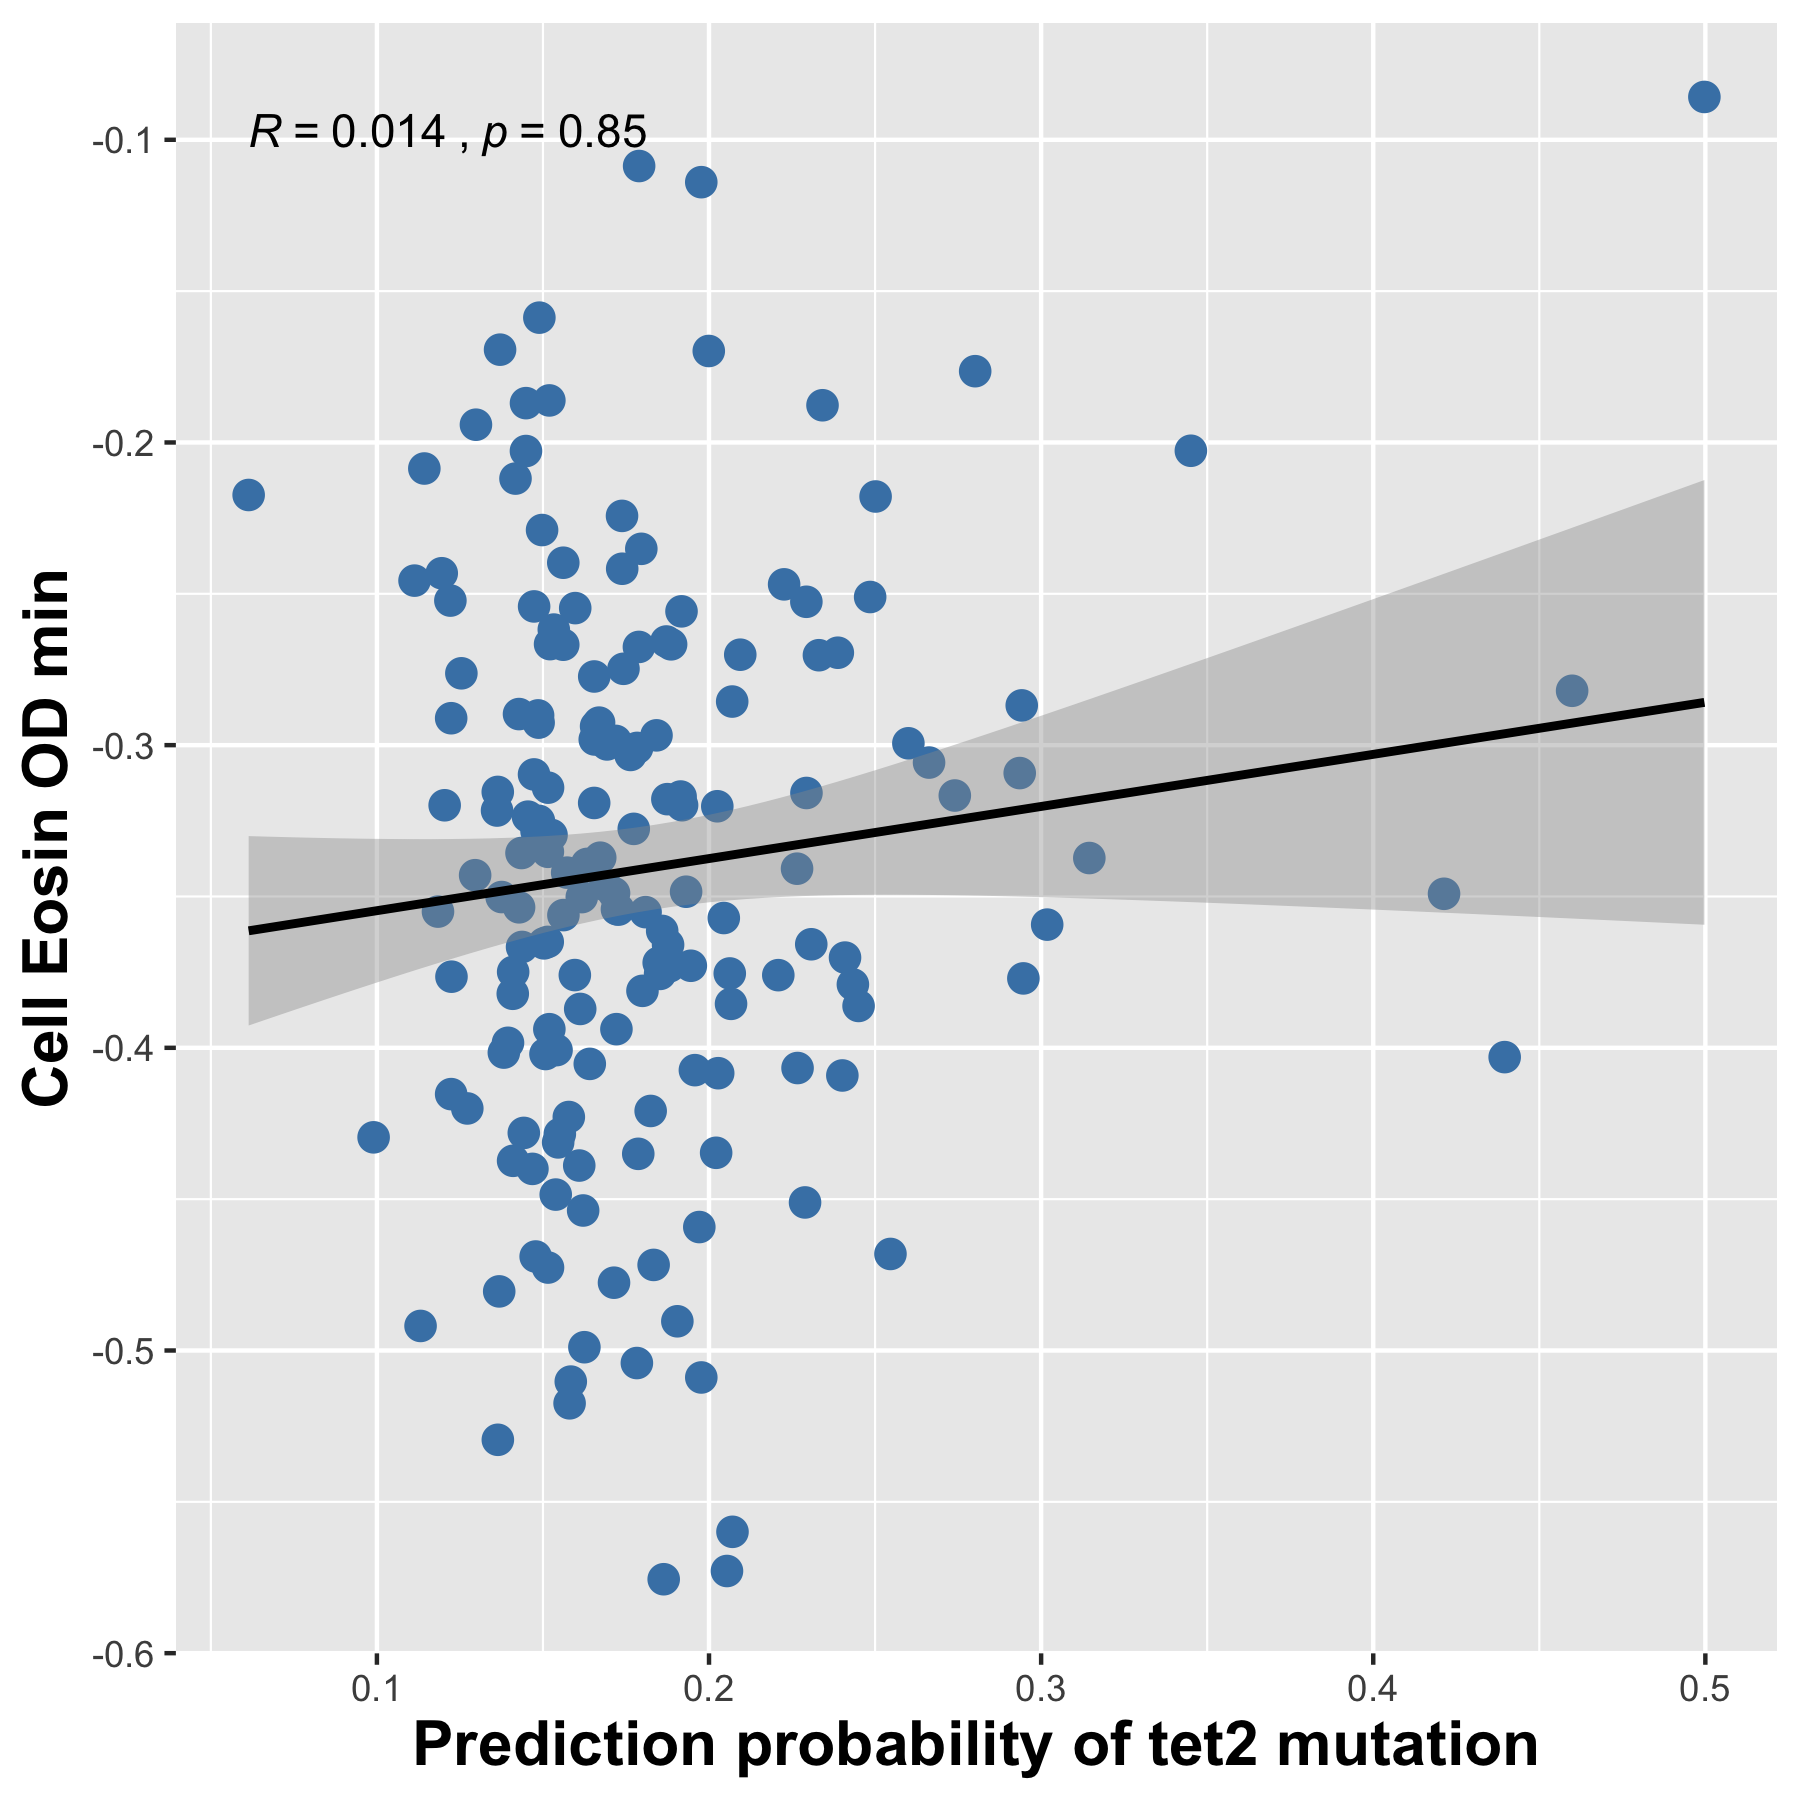 R = 0.014 , p = 0.85
-0.1
-0.2
-0.3
-0.4
-0.5
-0.6
Cell Eosin OD min
0.1 0.2 0.3 0.4 0.5
Prediction probability of tet2 mutation